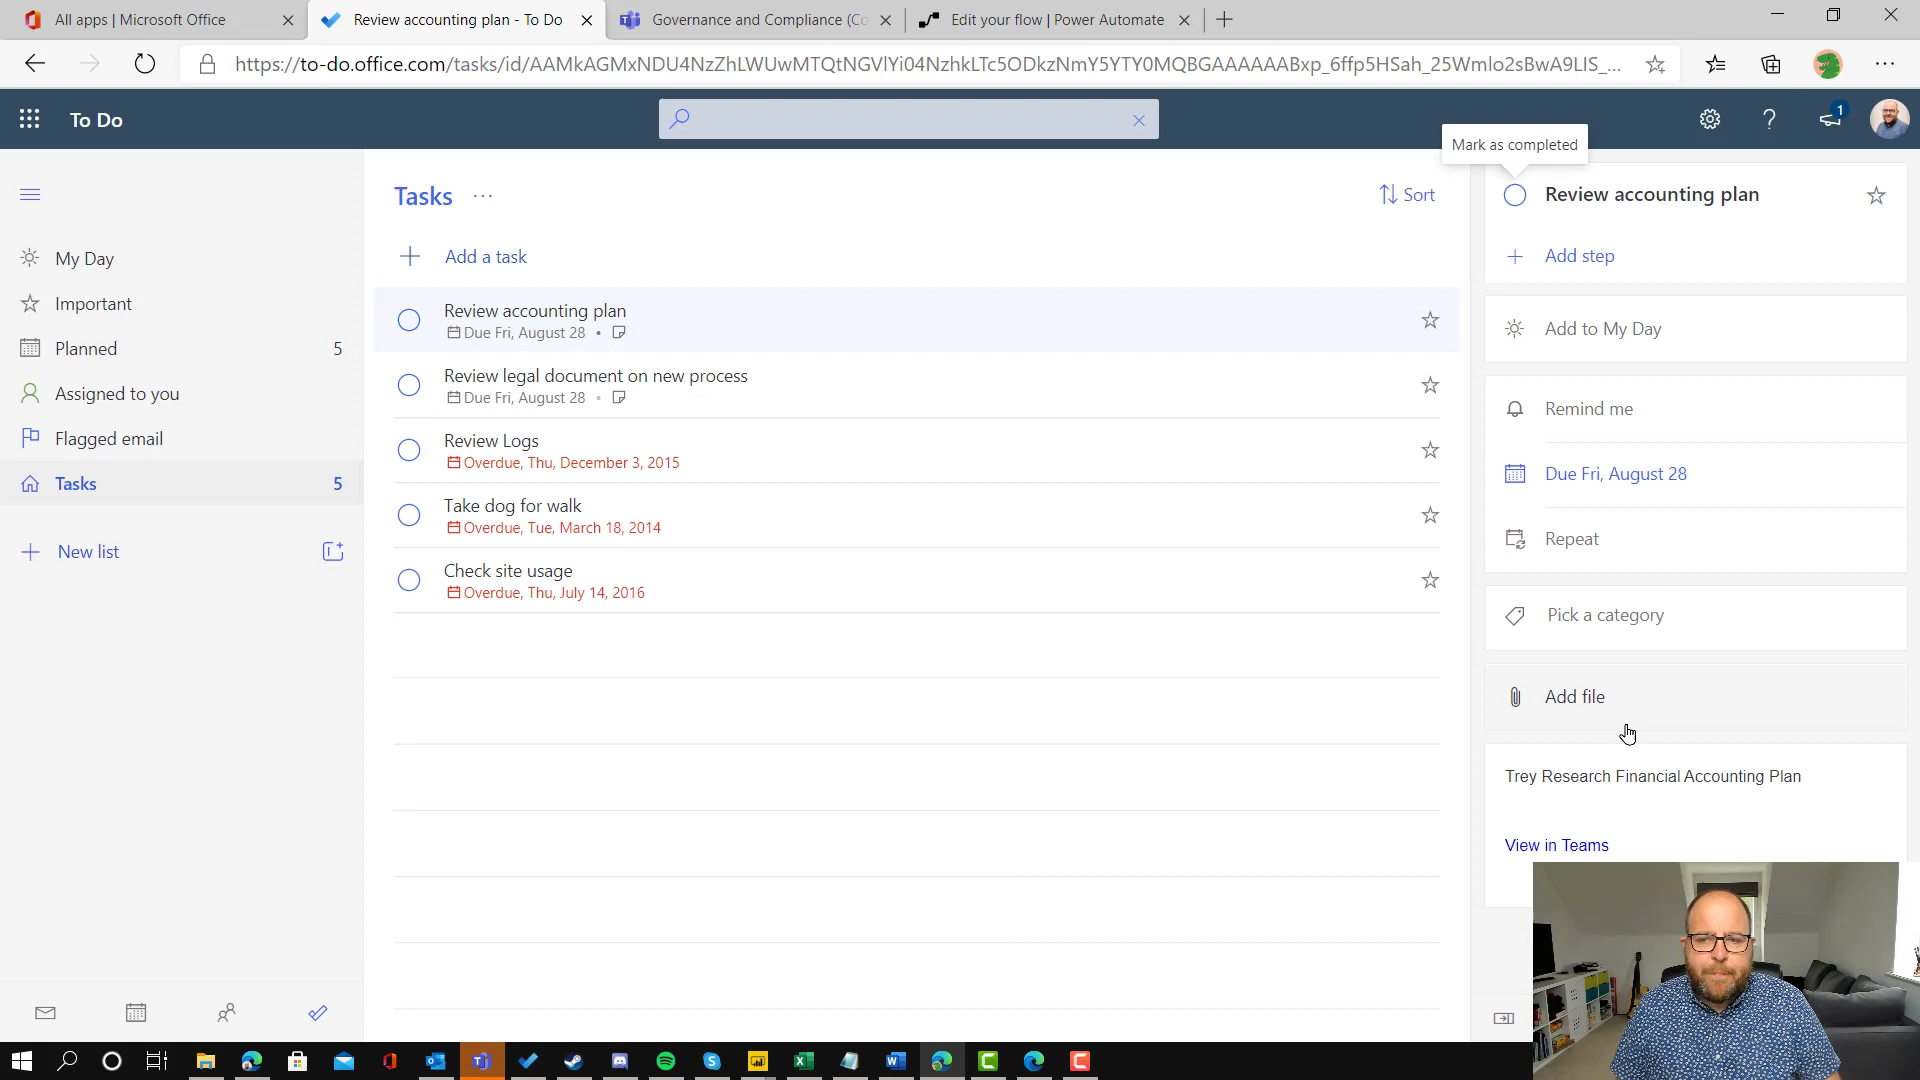 All apps | Microsoft Office
Review accounting plan - To Do
Governance and Compliance (Co
Edit your flow | Power Automate
https://to-do.office.com/tasks/id/AAMkAGMxNDU4NzZhLWUwMTQtNGVlYi04NzhkLTc5ODkzNmY5YTY0MQBGAAAAAABxp_6ffp5HSah_25Wmlo2sBwA9LIS_...
To Do
1
Mark as completed
My Day
Important
Planned 5
Assigned to you
Flagged email
Tasks 5
New list
Tasks ...
Sort
Add a task
Review accounting plan
Due Fri, August 28 •
Review legal document on new process
Due Fri, August 28 •
Review Logs
Overdue, Thu, December 3, 2015
Take dog for walk
Overdue, Tue, March 18, 2014
Check site usage
Overdue, Thu, July 14, 2016
Review accounting plan
Add step
Add to My Day
Remind me
Due Fri, August 28
Repeat
Pick a category
Add file
Trey Research Financial Accounting Plan
View in Teams